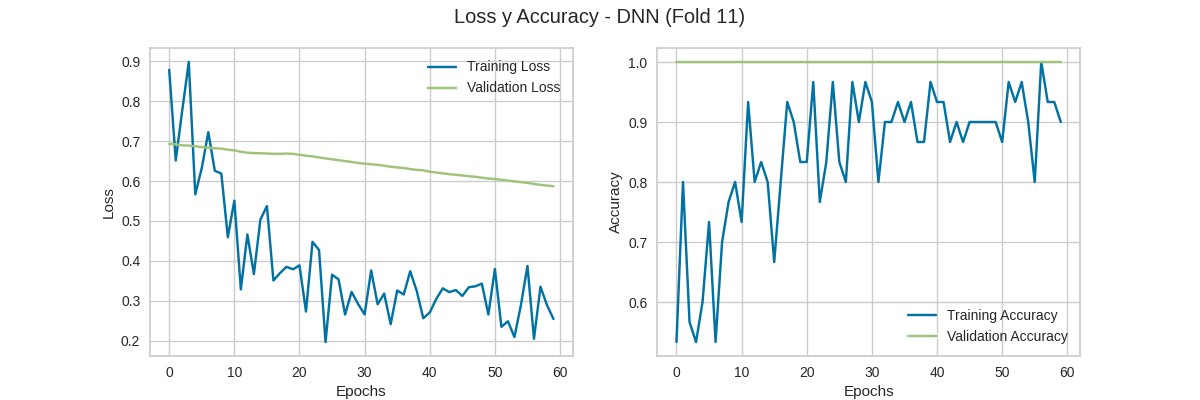 Loss y Accuracy - DNN (Fold 11)
0.9
0.8
0.7
0.6
0.5
0.4
0.3
0.2
Loss
0 10 20 30 40 50 60
Epochs
Training Loss
Validation Loss
1.0
0.9
0.8
0.7
0.6
Accuracy
0 10 20 30 40 50 60
Epochs
Training Accuracy
Validation Accuracy